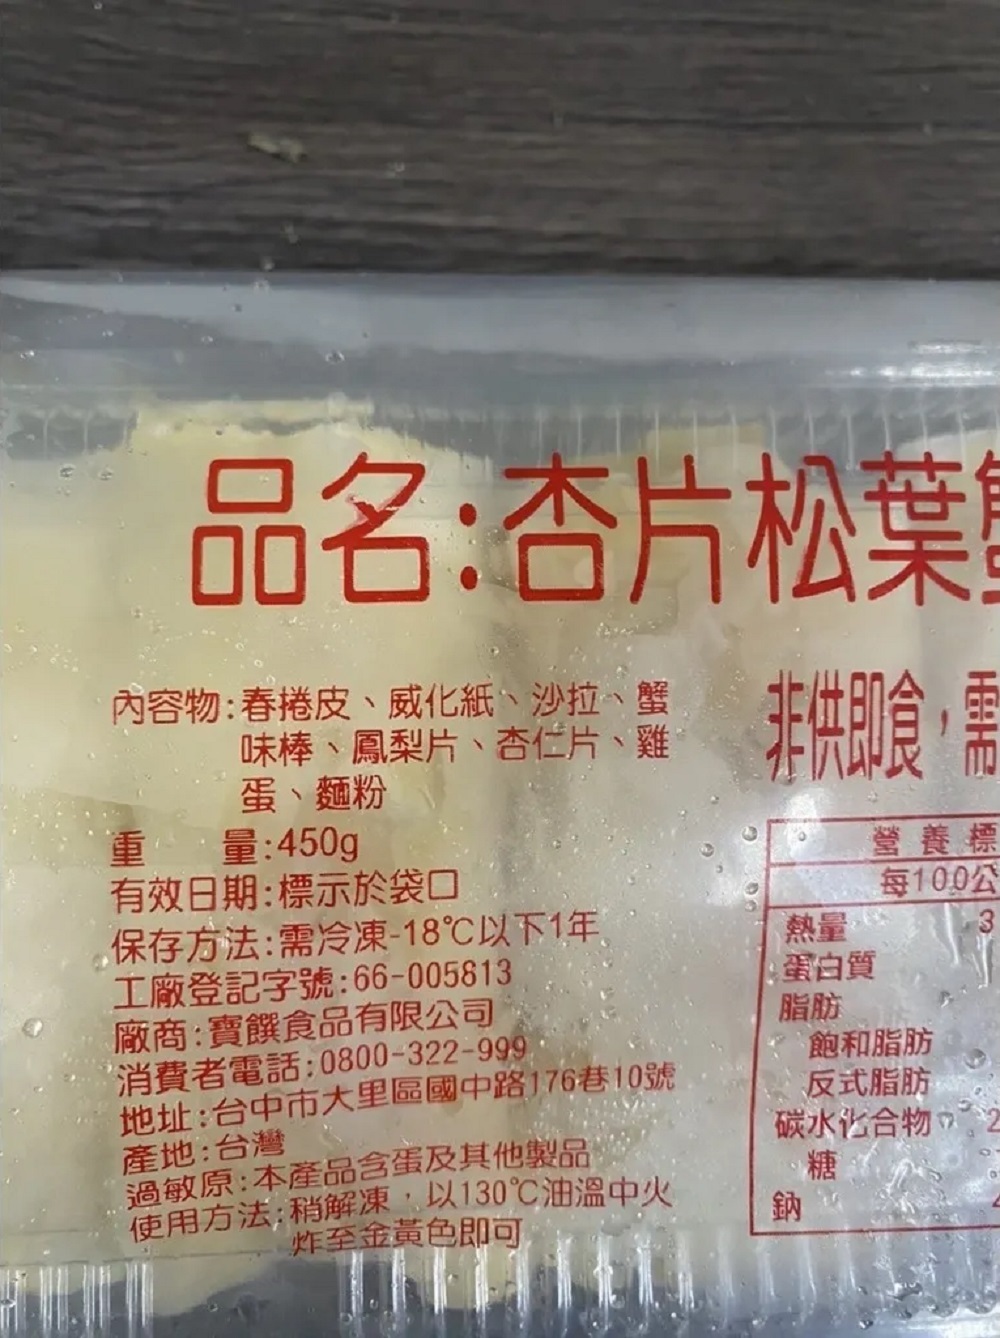 品名:杏片松葉
內容物:春捲皮、威化紙、沙拉、蟹
味棒、鳳梨片、杏仁片、雞
蛋、麵粉
重 量:450g
有效日期:標示於袋口
保存方法:需冷凍-18℃以下1年
工廠登記字號:66-005813
廠商:寶饌食品有限公司
消費者電話:0800-322-999
地址:台中市大里區國中路176巷10號
產地:台灣
過敏原:本產品含蛋及其他製品
使用方法:稍解凍，以130℃油溫中火
炸至金黃色即可
非供即食，需
營養標
每100公
熱量 3
蛋白質
脂肪
飽和脂肪
反式脂肪
碳水化合物 2
糖
鈉